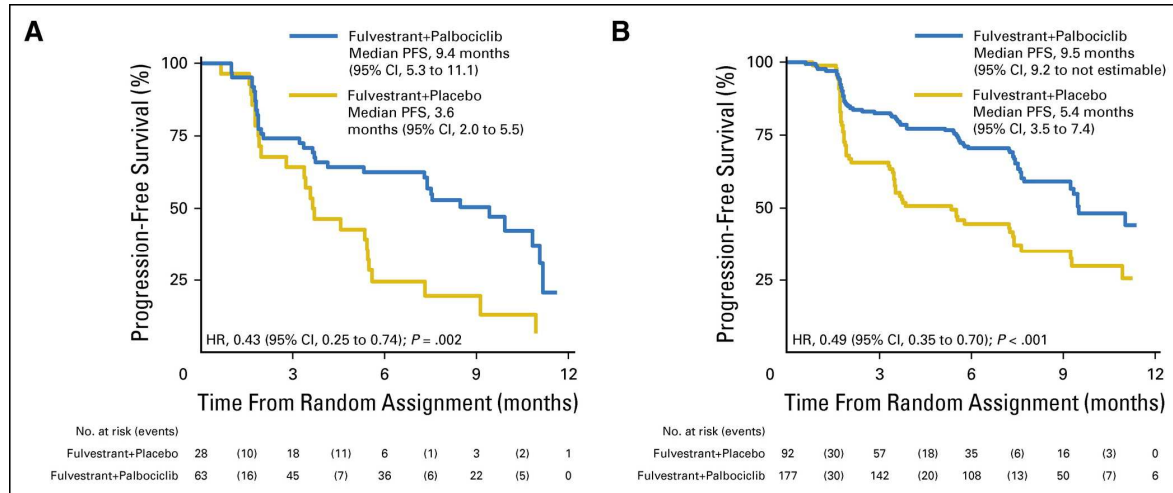 A
Fulvestrant+Palbociclib
Median PFS, 9.4 months
(95% CI, 5.3 to 11.1)
Fulvestrant+Placebo
Median PFS, 3.6
months (95% CI, 2.0 to 5.5)
Progression-Free Survival (%)
100
75
50
25
HR, 0.43 (95% CI, 0.25 to 0.74); P = .002
0 3 6 9 12
Time From Random Assignment (months)
No. at risk (events)
Fulvestrant+Placebo 28 (10) 18 (11) 6 (1) 3 (2) 1
Fulvestrant+Palbociclib 63 (16) 45 (7) 36 (6) 22 (5) 0
B
Fulvestrant+Palbociclib
Median PFS, 9.5 months
(95% CI, 9.2 to not estimable)
Fulvestrant+Placebo
Median PFS, 5.4 months
(95% CI, 3.5 to 7.4)
Progression-Free Survival (%)
100
75
50
25
HR, 0.49 (95% CI, 0.35 to 0.70); P < .001
0 3 6 9 12
Time From Random Assignment (months)
No. at risk (events)
Fulvestrant+Placebo 92 (30) 57 (18) 35 (6) 16 (3) 0
Fulvestrant+Palbociclib 177 (30) 142 (20) 108 (13) 50 (7) 6